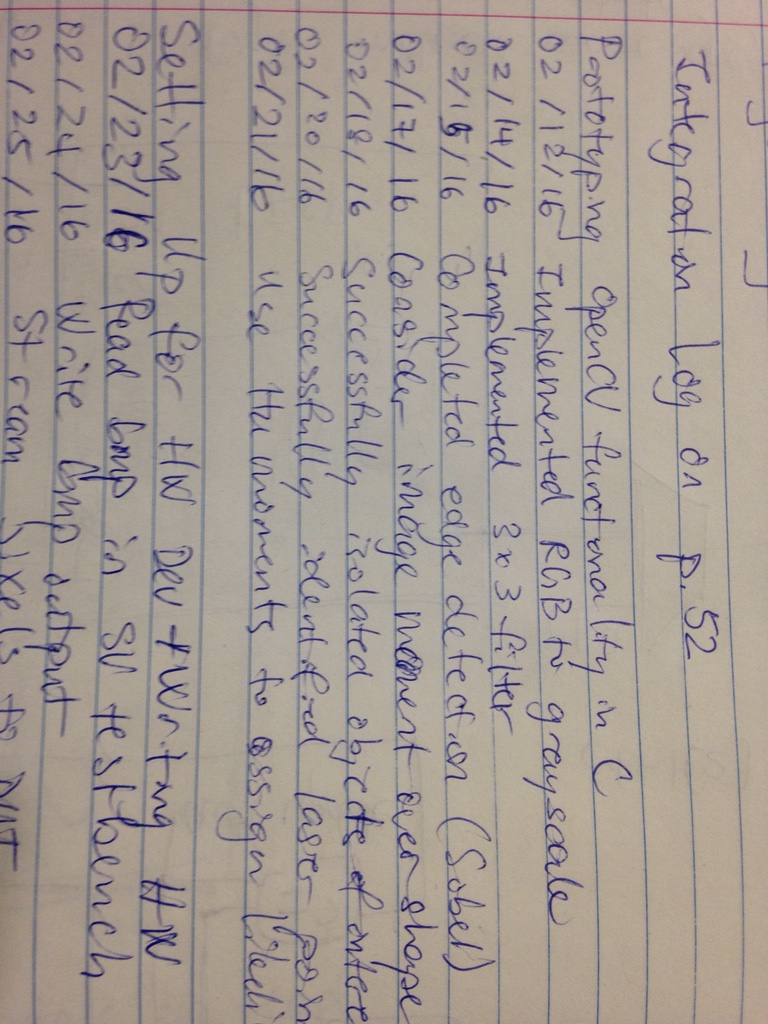 Integration Log on p. 52
Prototyping OpenCV functionality in C
02/12/16 Implemented RGB to grayscale
02/14/16 Implemented 3x3 filter
02/15/16 Completed edge detection (Sobel)
02/17/16 Consider image moment over shape
02/18/16 Successfully isolated objects of intere
02/20/16 Successfully identified laser poin
02/21/16 Use Hu moments to assign likeli
Setting Up for HW Dev + Writing HW
02/23/16 Read bmp in SV testbench
02/24/16 Write bmp output
02/25/16 Stream pixels to DUT